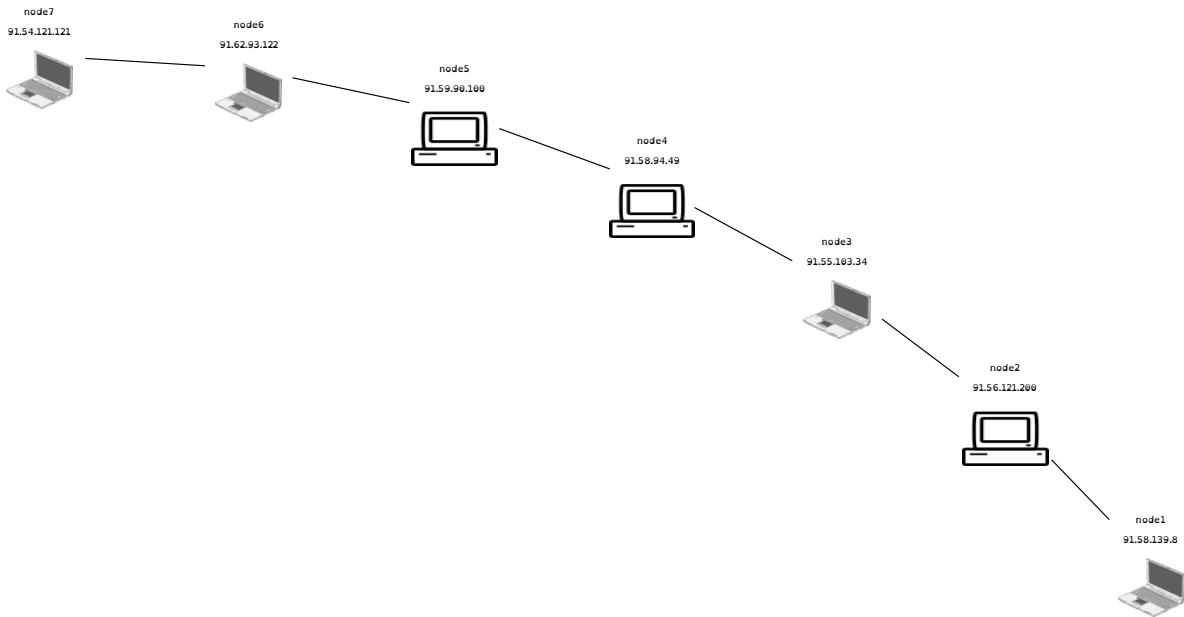 node7
91.54.121.121
node6
91.62.93.122
node5
91.59.90.100
node4
91.58.94.49
node3
91.55.103.34
node2
91.56.121.200
node1
91.58.139.8